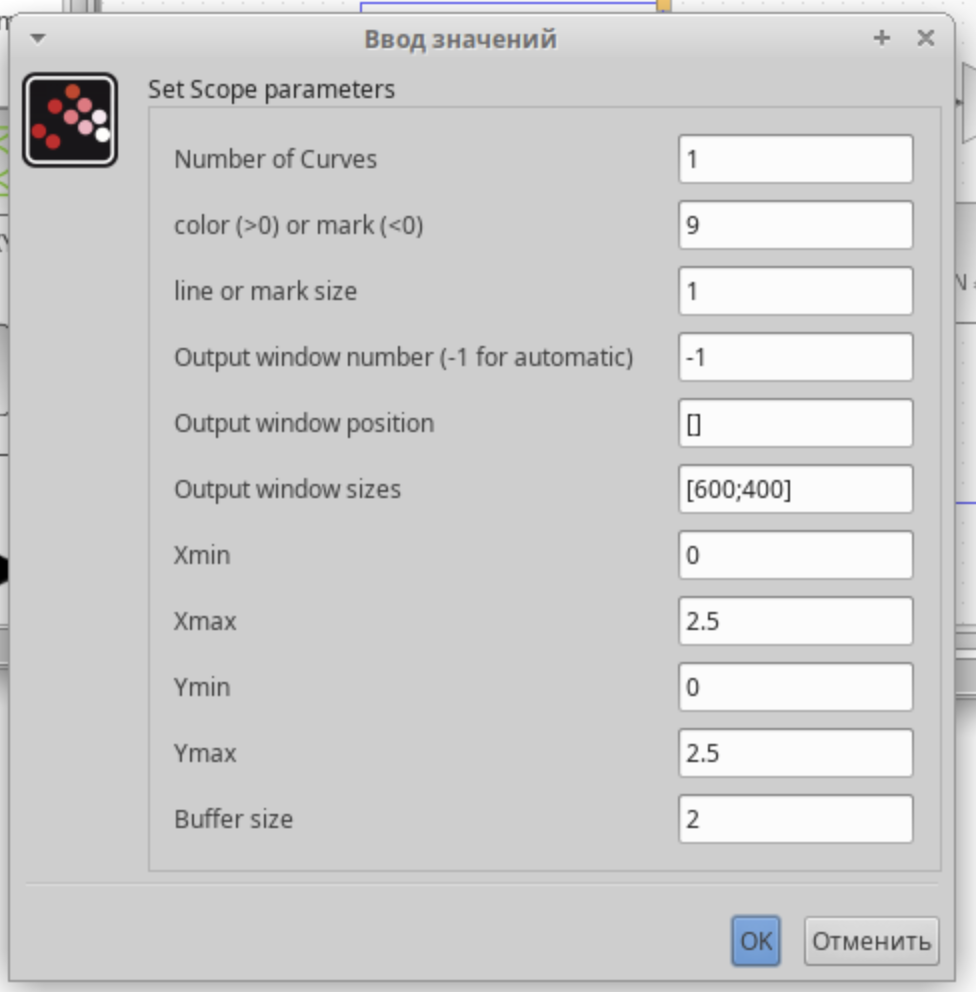 Ввод значений
Set Scope parameters
Number of Curves 1
color (>0) or mark (<0) 9
line or mark size 1
Output window number (-1 for automatic) -1
Output window position []
Output window sizes [600;400]
Xmin 0
Xmax 2.5
Ymin 0
Ymax 2.5
Buffer size 2
OK Отменить